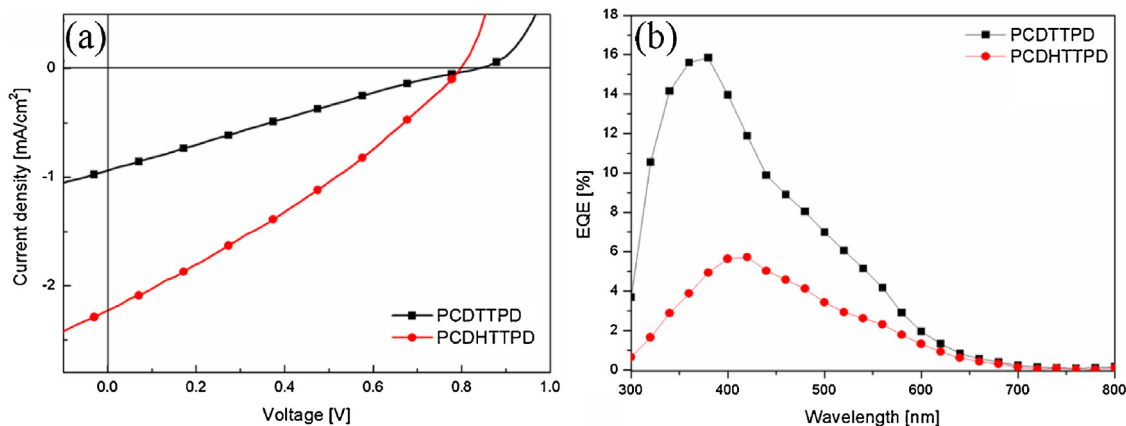 (a)
0
-1
-2
Current density [mA/cm²]
0.0 0.2 0.4 0.6 0.8 1.0
Voltage [V]
PCDTTPD
PCDHTTPD
(b)
PCDTTPD
PCDHTTPD
18
16
14
12
10
8
6
4
2
0
EQE [%]
300 400 500 600 700 800
Wavelength [nm]